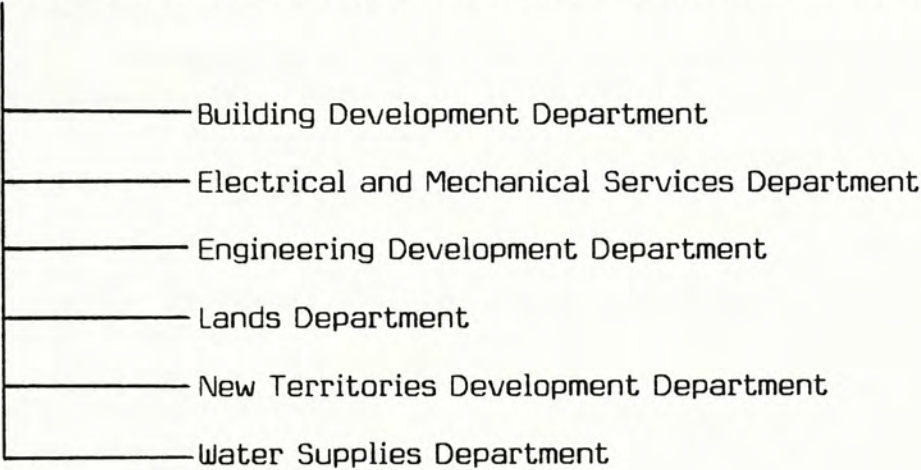 Building Development Department
Electrical and Mechanical Services Department
Engineering Development Department
Lands Department
New Territories Development Department
Water Supplies Department